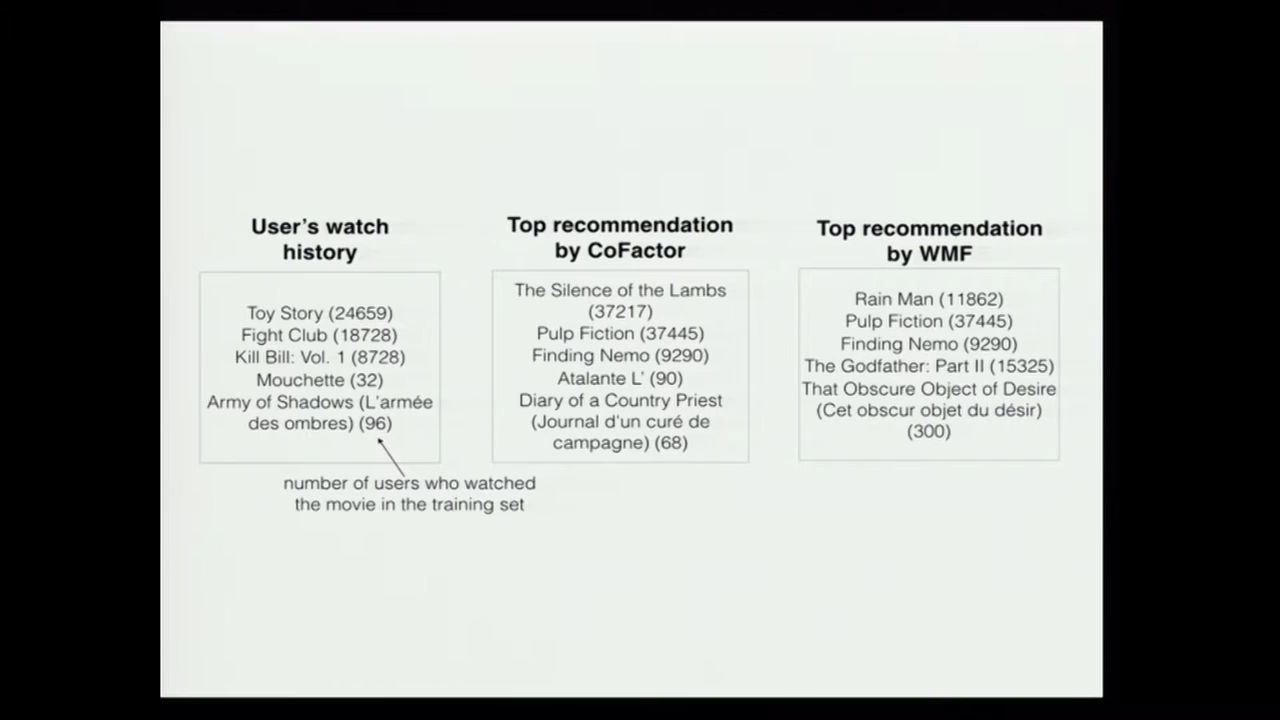 User's watch
history
Toy Story (24659)
Fight Club (18728)
Kill Bill: Vol. 1 (8728)
Mouchette (32)
Army of Shadows (L'armée
des ombres) (96)
number of users who watched
the movie in the training set
Top recommendation
by CoFactor
The Silence of the Lambs
(37217)
Pulp Fiction (37445)
Finding Nemo (9290)
Atalante L' (90)
Diary of a Country Priest
(Journal d'un curé de
campagne) (68)
Top recommendation
by WMF
Rain Man (11862)
Pulp Fiction (37445)
Finding Nemo (9290)
The Godfather: Part II (15325)
That Obscure Object of Desire
(Cet obscur objet du désir)
(300)